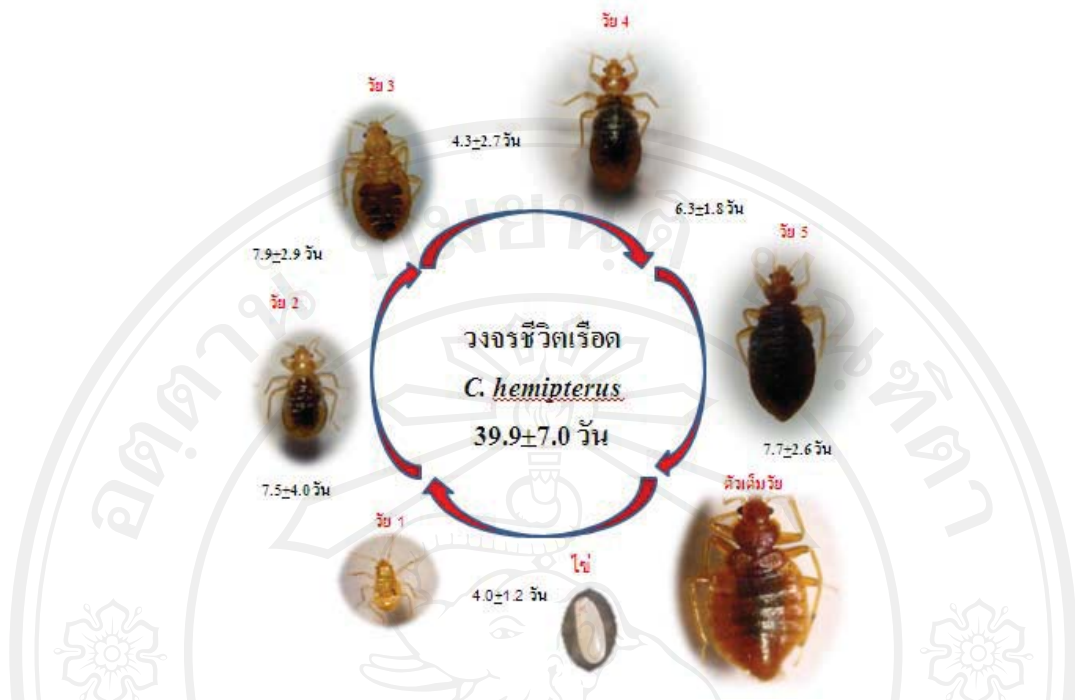 วัย 4
วัย 3
4.3±2.7 วัน
6.3±1.8 วัน
วัย 5
7.9±2.9 วัน
วัย 2
วงจรชีวิตเรือด
C. hemipterus
39.9±7.0 วัน
7.7±2.6 วัน
7.5±4.0 วัน
ตัวเต็มวัย
วัย 1
ไข่
4.0±1.2 วัน